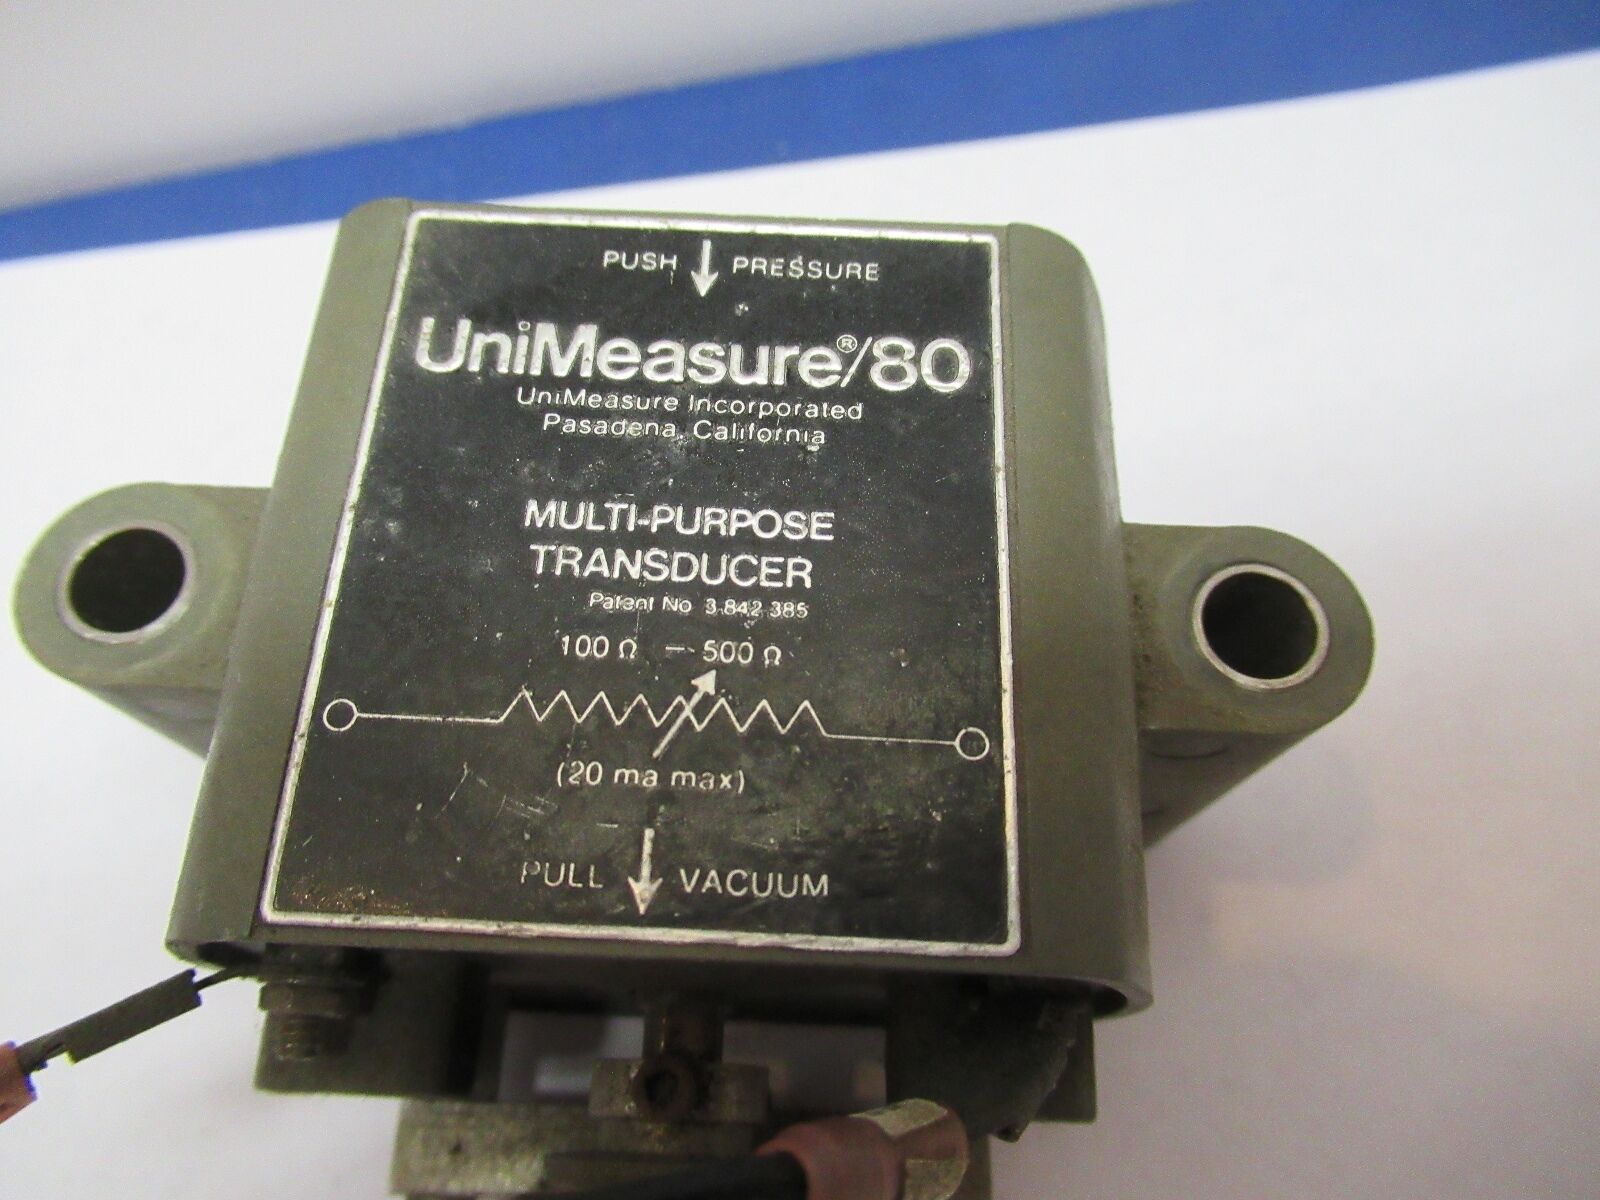 PUSH ↓ PRESSURE
UniMeasure®/80
UniMeasure Incorporated
Pasadena, California
MULTI-PURPOSE
TRANSDUCER
Patent No 3,842,385
100 Ω — 500 Ω
(20 ma max)
PULL ↓ VACUUM